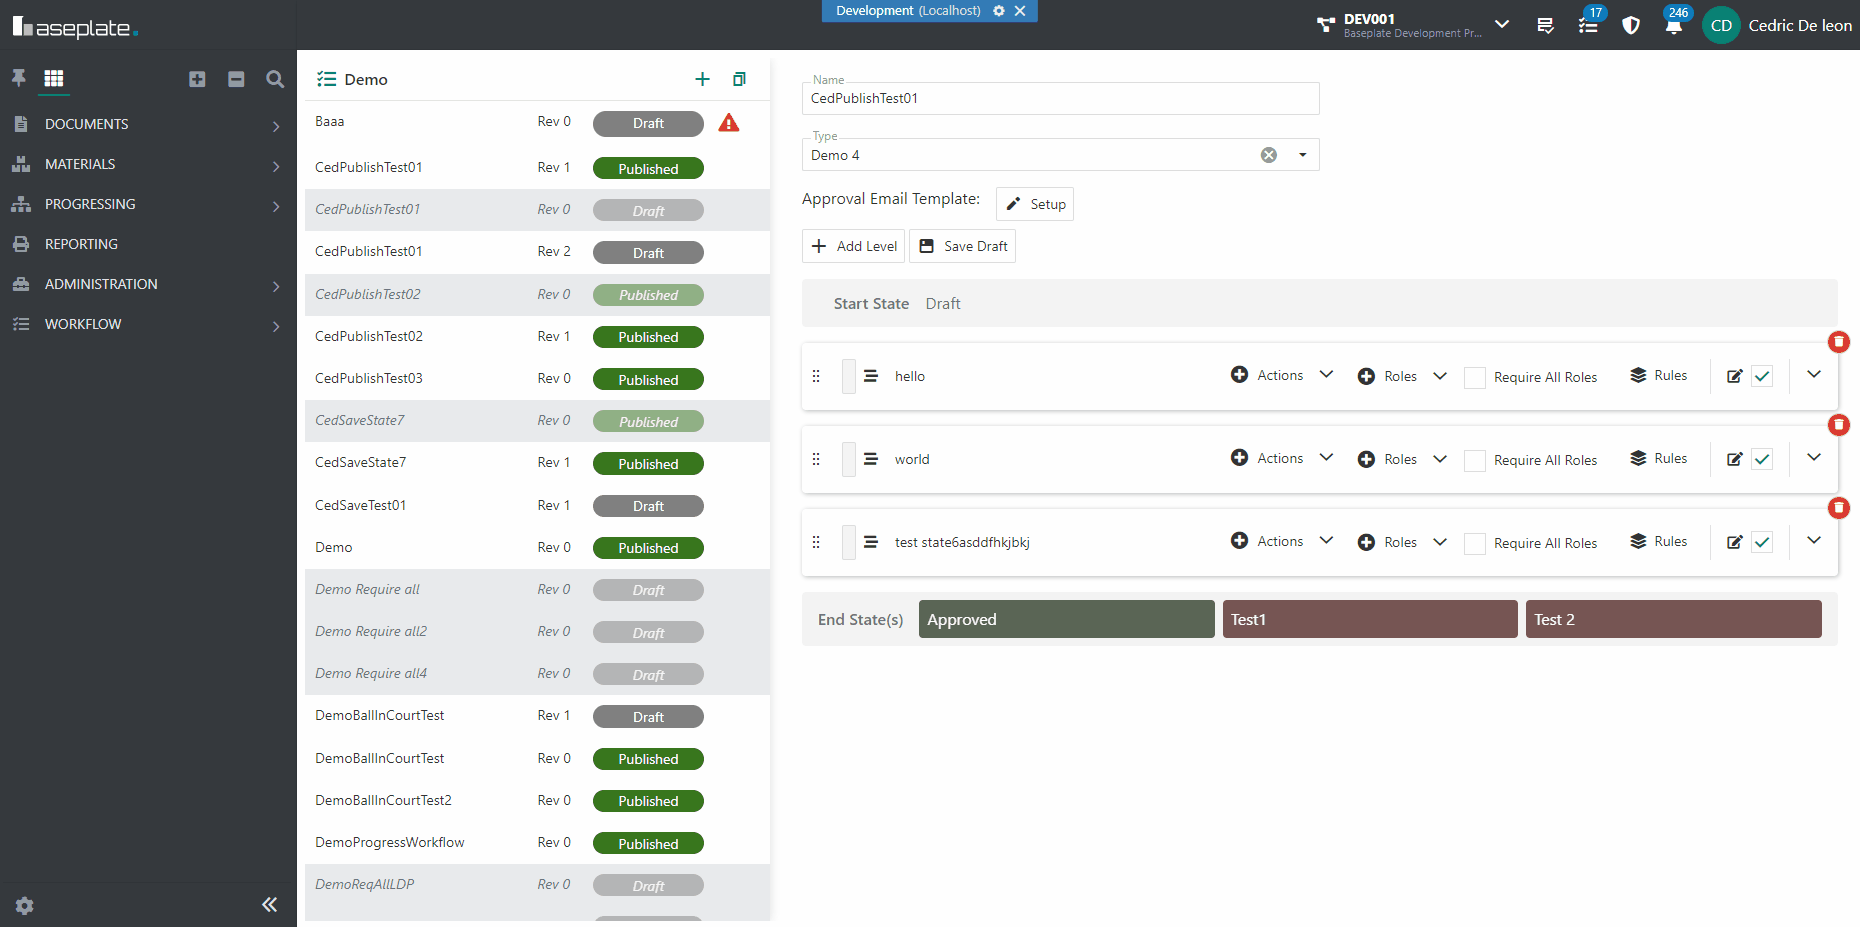 aseplate.
Development (Localhost)
DEV001
Baseplate Development Pr...
17
246
CD
Cedric De leon
DOCUMENTS
MATERIALS
PROGRESSING
REPORTING
ADMINISTRATION
WORKFLOW
Demo
Baaa Rev 0 Draft
CedPublishTest01 Rev 1 Published
CedPublishTest01 Rev 0 Draft
CedPublishTest01 Rev 2 Draft
CedPublishTest02 Rev 0 Published
CedPublishTest02 Rev 1 Published
CedPublishTest03 Rev 0 Published
CedSaveState7 Rev 0 Published
CedSaveState7 Rev 1 Published
CedSaveTest01 Rev 1 Draft
Demo Rev 0 Published
Demo Require all Rev 0 Draft
Demo Require all2 Rev 0 Draft
Demo Require all4 Rev 0 Draft
DemoBallInCourtTest Rev 1 Draft
DemoBallInCourtTest Rev 0 Published
DemoBallInCourtTest2 Rev 0 Published
DemoProgressWorkflow Rev 0 Published
DemoReqAllLDP Rev 0 Draft
Name
CedPublishTest01
Type
Demo 4
Approval Email Template: Setup
Add Level Save Draft
Start State Draft
hello Actions Roles Require All Roles Rules
world Actions Roles Require All Roles Rules
test state6asddfhkjbkj Actions Roles Require All Roles Rules
End State(s) Approved Test1 Test 2